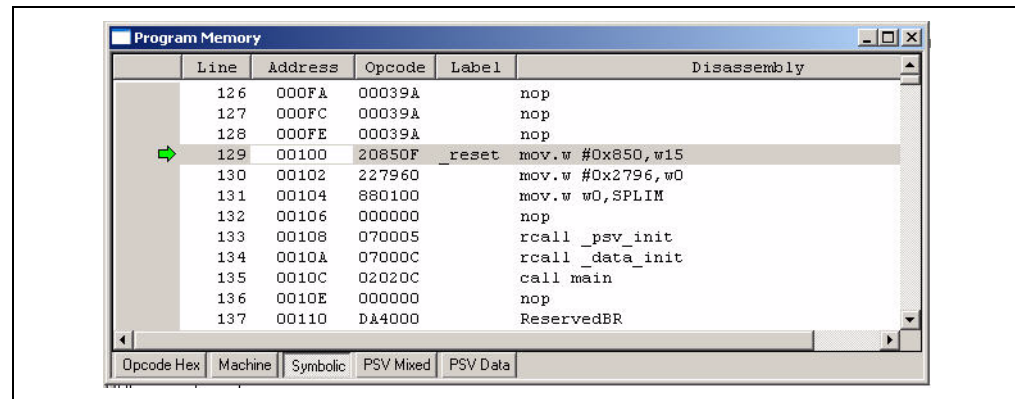 Program Memory
Line Address Opcode Label Disassembly
126 000FA 00039A nop
127 000FC 00039A nop
128 000FE 00039A nop
129 00100 20850F _reset mov.w #0x850,w15
130 00102 227960 mov.w #0x2796,w0
131 00104 880100 mov.w w0,SPLIM
132 00106 000000 nop
133 00108 070005 rcall _psv_init
134 0010A 07000C rcall _data_init
135 0010C 02020C call main
136 0010E 000000 nop
137 00110 DA4000 ReservedBR
Opcode Hex Machine Symbolic PSV Mixed PSV Data